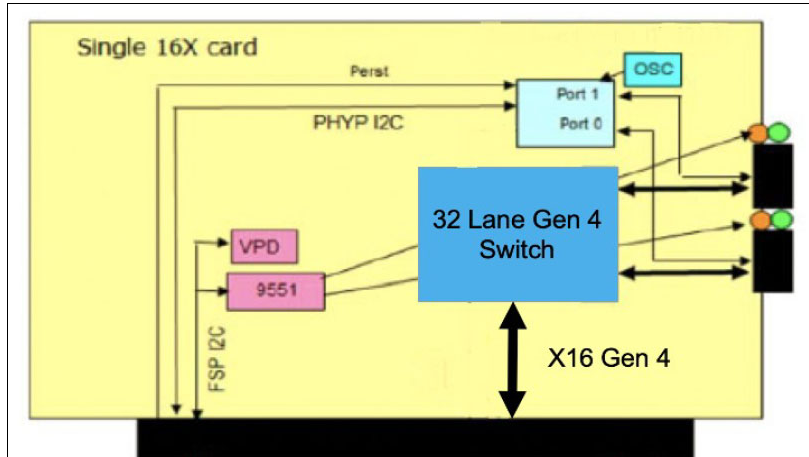 Single 16X card
Perst
OSC
Port 1
PHYP I2C
Port 0
32 Lane Gen 4
Switch
VPD
9551
FSP I2C
X16 Gen 4